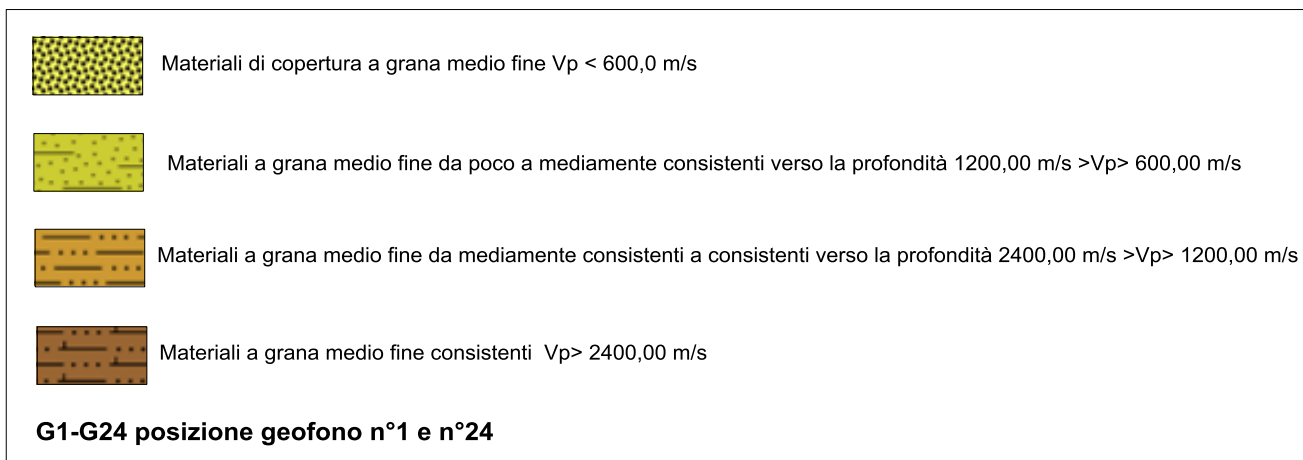 Materiali di copertura a grana medio fine Vp < 600,0 m/s
Materiali a grana medio fine da poco a mediamente consistenti verso la profondità 1200,00 m/s >Vp> 600,00 m/s
Materiali a grana medio fine da mediamente consistenti a consistenti verso la profondità 2400,00 m/s >Vp> 1200,00 m/s
Materiali a grana medio fine consistenti  Vp> 2400,00 m/s
G1-G24 posizione geofono n°1 e n°24